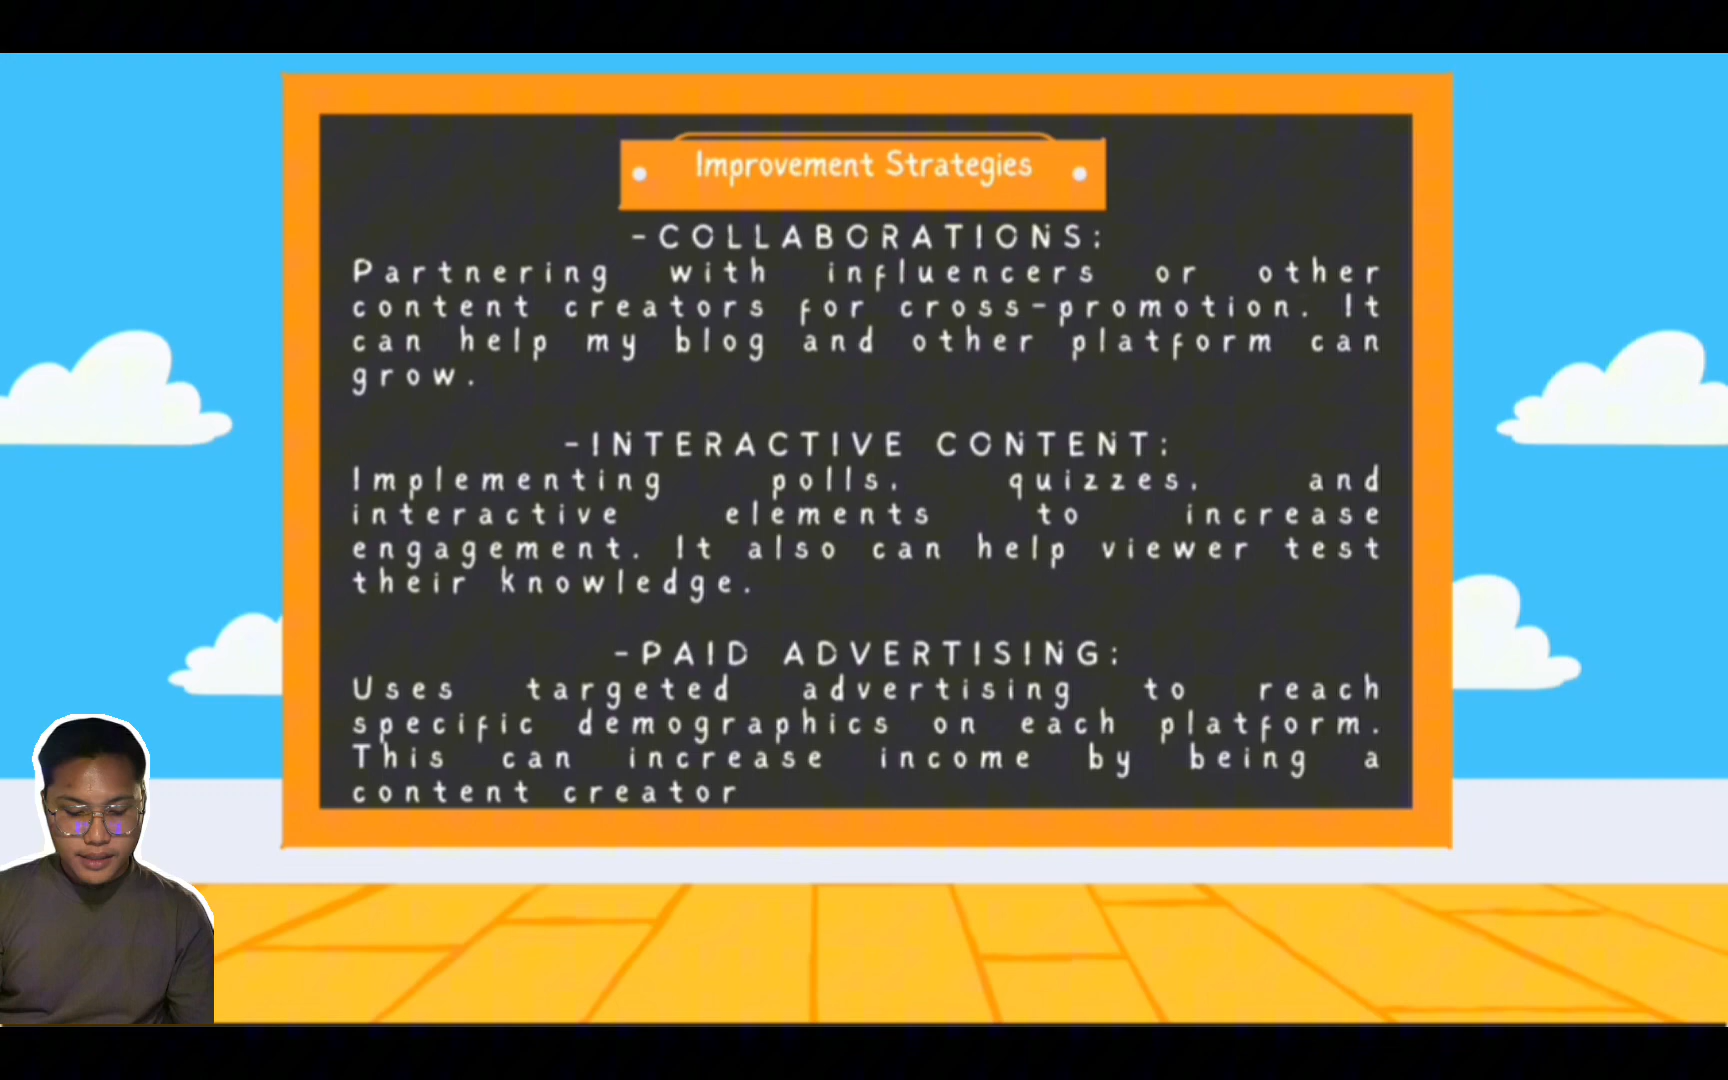 Improvement Strategies
-COLLABORATIONS:
Partnering with influencers or other
content creators for cross-promotion. It
can help my blog and other platform can
grow.
-INTERACTIVE CONTENT:
Implementing polls, quizzes, and
interactive elements to increase
engagement. It also can help viewer test
their knowledge.
-PAID ADVERTISING:
Uses targeted advertising to reach
specific demographics on each platform.
This can increase income by being a
content creator